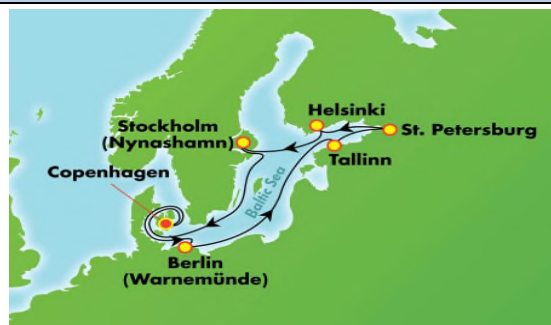 Helsinki
St. Petersburg
Stockholm
(Nynashamn)
Tallinn
Copenhagen
Baltic Sea
Berlin
(Warnemünde)